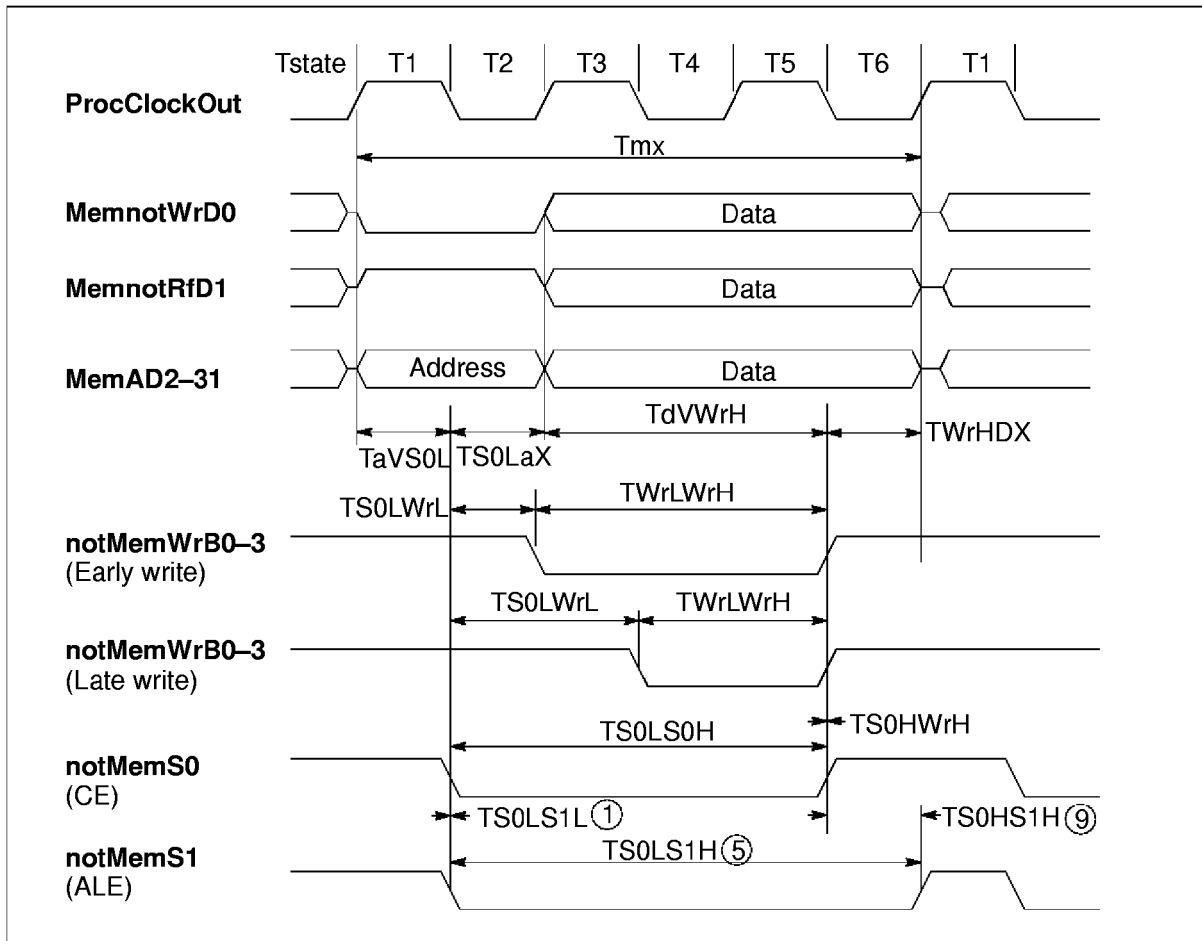 Tstate T1 T2 T3 T4 T5 T6 T1
ProcClockOut
Tmx
MemnotWrD0 Data
MemnotRfD1 Data
MemAD2–31 Address Data
TdVWrH
TaVS0L TS0LaX TWrHDX
TS0LWrL TWrLWrH
notMemWrB0–3
(Early write)
TS0LWrL TWrLWrH
notMemWrB0–3
(Late write)
TS0LS0H TS0HWrH
notMemS0
(CE)
TS0LS1L ① TS0HS1H ⑨
TS0LS1H ⑤
notMemS1
(ALE)